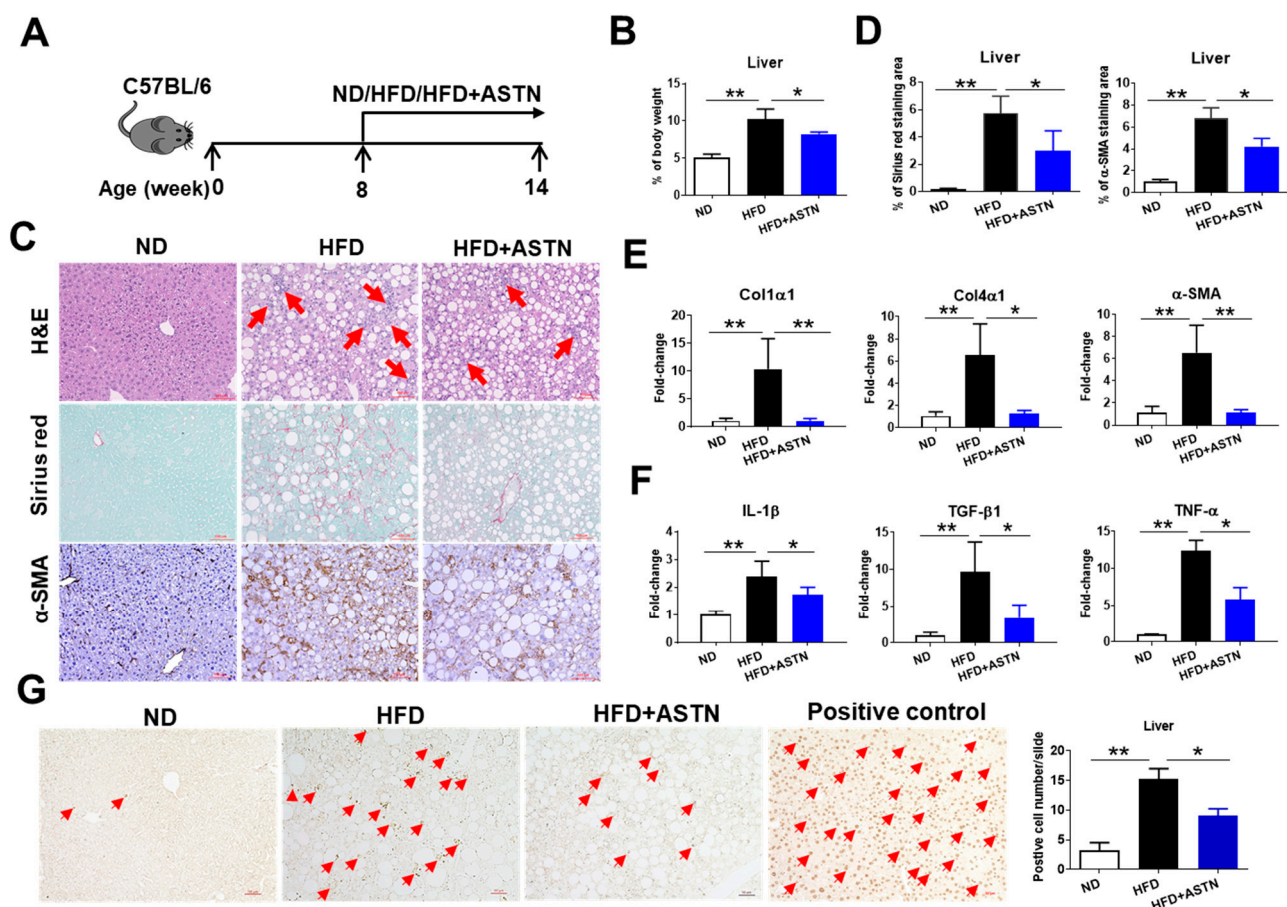 A
C57BL/6
ND/HFD/HFD+ASTN
Age (week) 0 8 14
B
Liver
% of body weight
15
10
5
0
** *
ND HFD HFD+ASTN
D
Liver
% of Sirius red staining area
8
6
4
2
0
** *
ND HFD HFD+ASTN
Liver
% of α-SMA staining area
10
8
6
4
2
0
** *
ND HFD HFD+ASTN
C
ND HFD HFD+ASTN
H&E
Sirius red
α-SMA
E
Col1α1
Fold-change
20
15
10
5
0
** **
ND HFD HFD+ASTN
Col4α1
Fold-change
10
8
6
4
2
0
** *
ND HFD HFD+ASTN
α-SMA
Fold-change
10
8
6
4
2
0
** **
ND HFD HFD+ASTN
F
IL-1β
Fold-change
4
3
2
1
0
** *
ND HFD HFD+ASTN
TGF-β1
Fold-change
15
10
5
0
** *
ND HFD HFD+ASTN
TNF-α
Fold-change
15
10
5
0
** *
ND HFD HFD+ASTN
G
ND HFD HFD+ASTN Positive control
Liver
Postive cell number/silde
20
15
10
5
0
** *
ND HFD HFD+ASTN